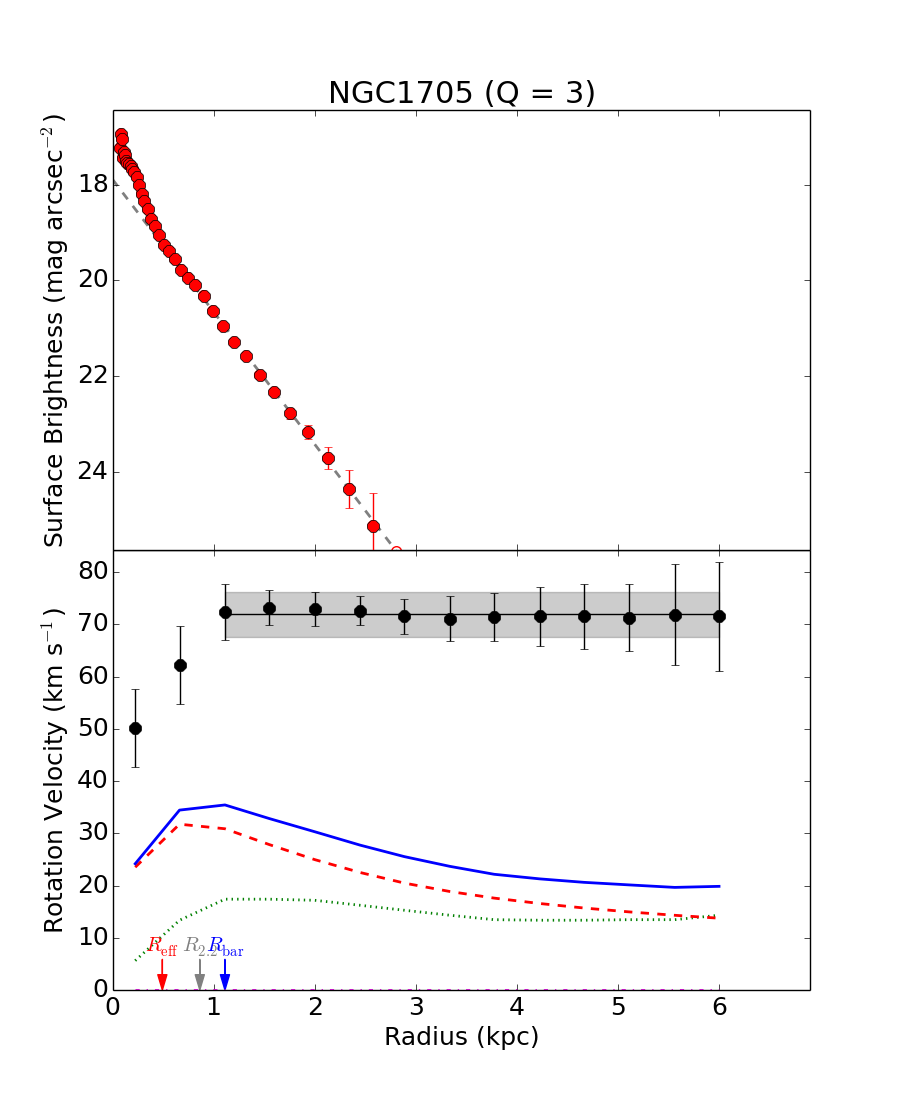 NGC1705 (Q = 3)
Surface Brightness (mag arcsec⁻²)
18
20
22
24
Rotation Velocity (km s⁻¹)
80
70
60
50
40
30
20
10
0
R_eff R_2.2 R_bar
0 1 2 3 4 5 6
Radius (kpc)